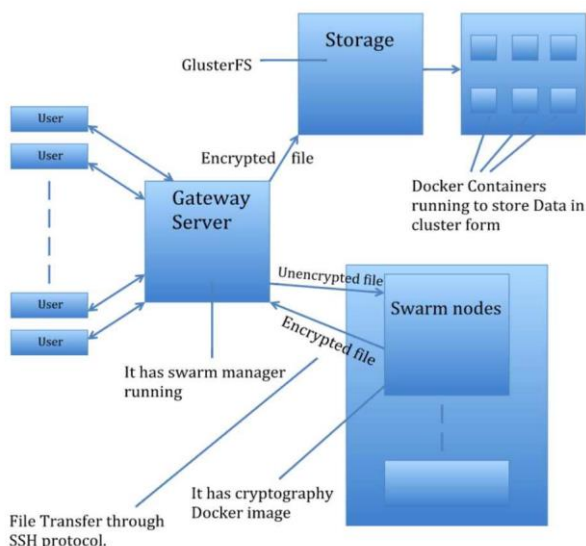 Storage
GlusterFS
User
User
Encrypted file
Gateway
Server
Docker Containers
running to store Data in
cluster form
Unencrypted file
Swarm nodes
Encrypted file
User
User
It has swarm manager
running
It has cryptography
Docker image
File Transfer through
SSH protocol.